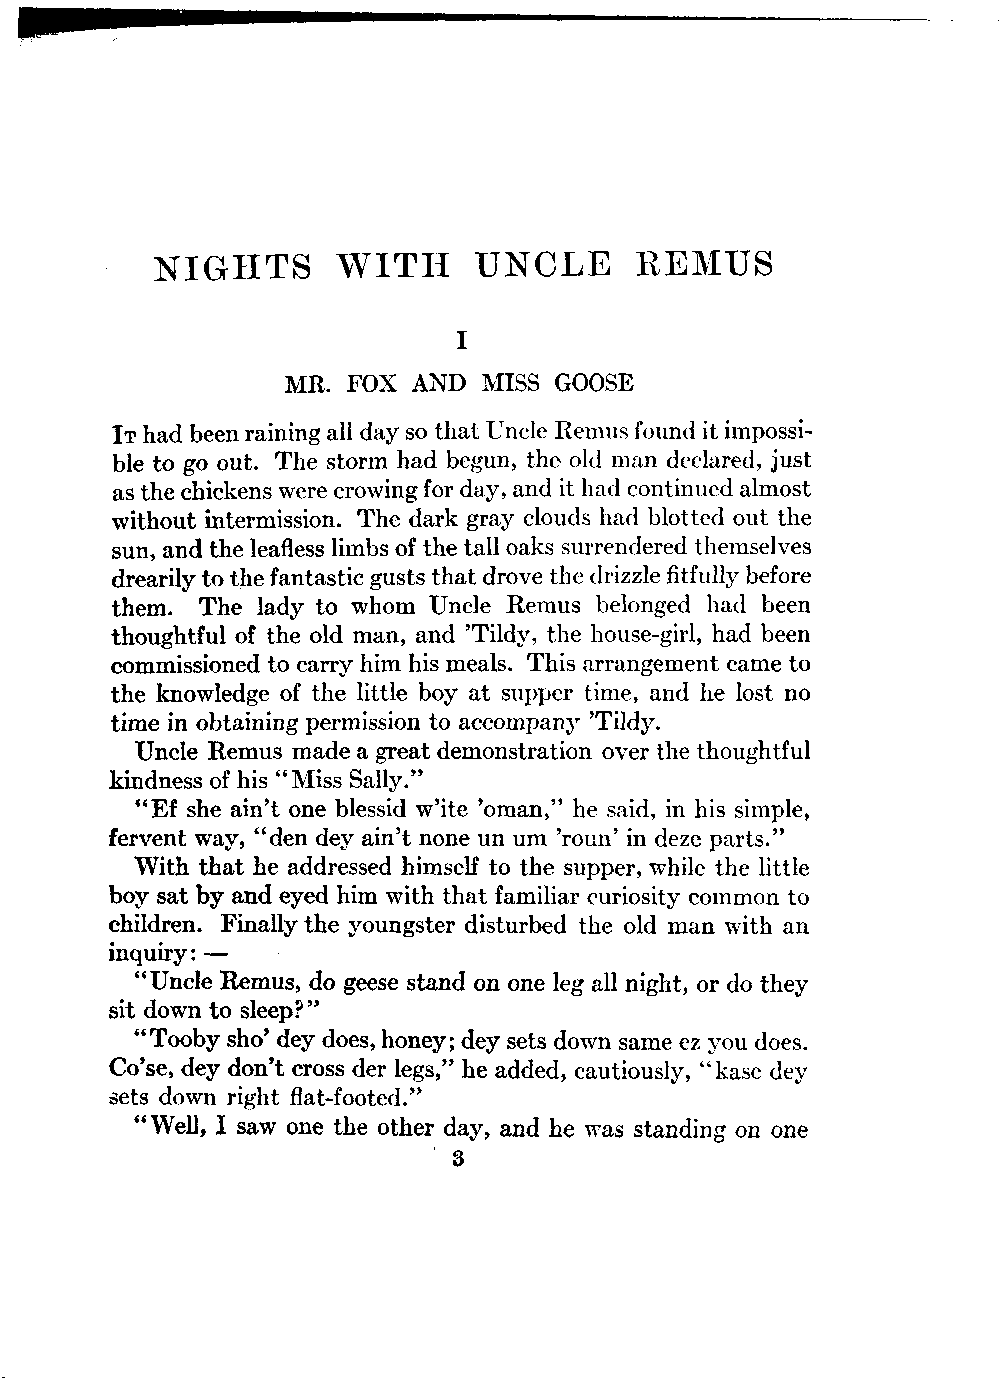 NIGHTS WITH UNCLE REMUS
I
MR. FOX AND MISS GOOSE
IT had been raining all day so that Uncle Remus found it impossi-
ble to go out. The storm had begun, the old man declared, just
as the chickens were crowing for day, and it had continued almost
without intermission. The dark gray clouds had blotted out the
sun, and the leafless limbs of the tall oaks surrendered themselves
drearily to the fantastic gusts that drove the drizzle fitfully before
them. The lady to whom Uncle Remus belonged had been
thoughtful of the old man, and 'Tildy, the house-girl, had been
commissioned to carry him his meals. This arrangement came to
the knowledge of the little boy at supper time, and he lost no
time in obtaining permission to accompany 'Tildy.
Uncle Remus made a great demonstration over the thoughtful
kindness of his "Miss Sally."
"Ef she ain't one blessid w'ite 'oman," he said, in his simple,
fervent way, "den dey ain't none un um 'roun' in deze parts."
With that he addressed himself to the supper, while the little
boy sat by and eyed him with that familiar curiosity common to
children. Finally the youngster disturbed the old man with an
inquiry: —
"Uncle Remus, do geese stand on one leg all night, or do they
sit down to sleep?"
"Tooby sho' dey does, honey; dey sets down same ez you does.
Co'se, dey don't cross der legs," he added, cautiously, "kase dey
sets down right flat-footed."
"Well, I saw one the other day, and he was standing on one
3